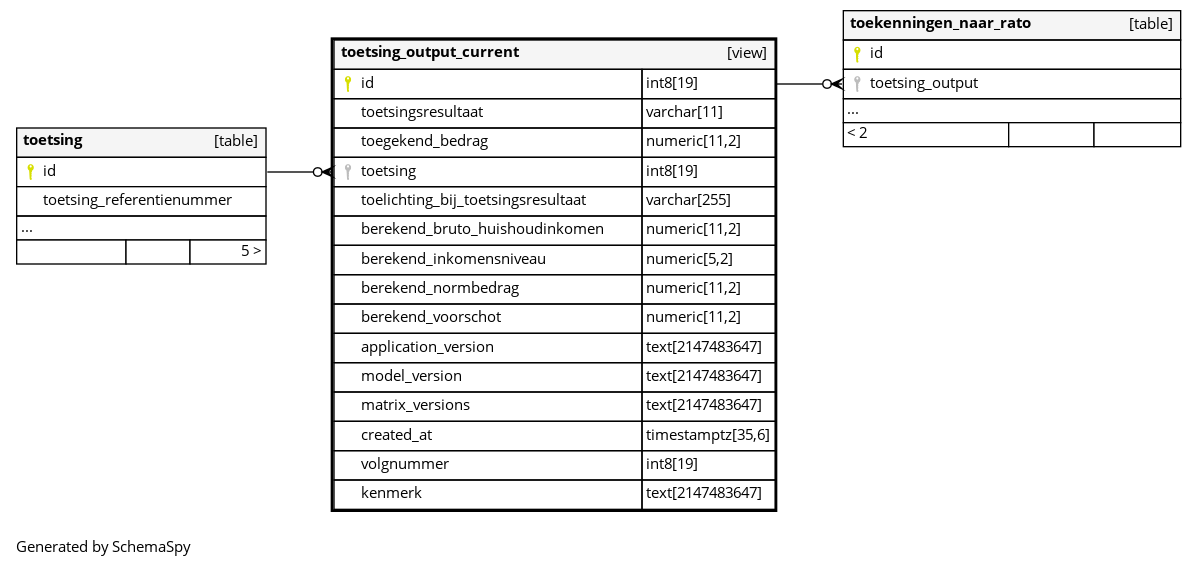 toetsing [table]
id
toetsing_referentienummer
...
5 >
toetsing_output_current [view]
id int8[19]
toetsingsresultaat varchar[11]
toegekend_bedrag numeric[11,2]
toetsing int8[19]
toelichting_bij_toetsingsresultaat varchar[255]
berekend_bruto_huishoudinkomen numeric[11,2]
berekend_inkomensniveau numeric[5,2]
berekend_normbedrag numeric[11,2]
berekend_voorschot numeric[11,2]
application_version text[2147483647]
model_version text[2147483647]
matrix_versions text[2147483647]
created_at timestamptz[35,6]
volgnummer int8[19]
kenmerk text[2147483647]
toekenningen_naar_rato [table]
id
toetsing_output
...
< 2
Generated by SchemaSpy